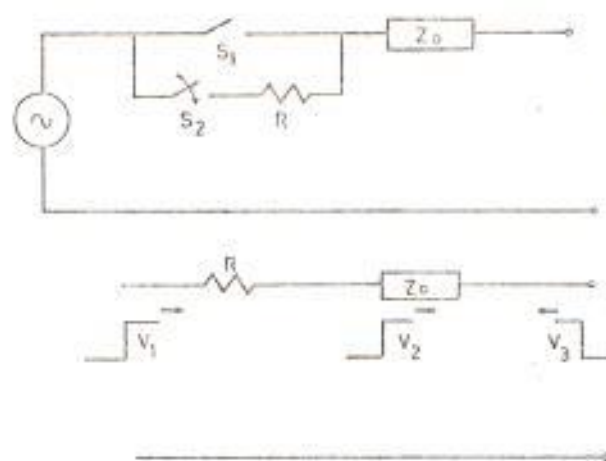 Z₀
S₁
S₂ R
R
Z₀
V₁ V₂ V₃